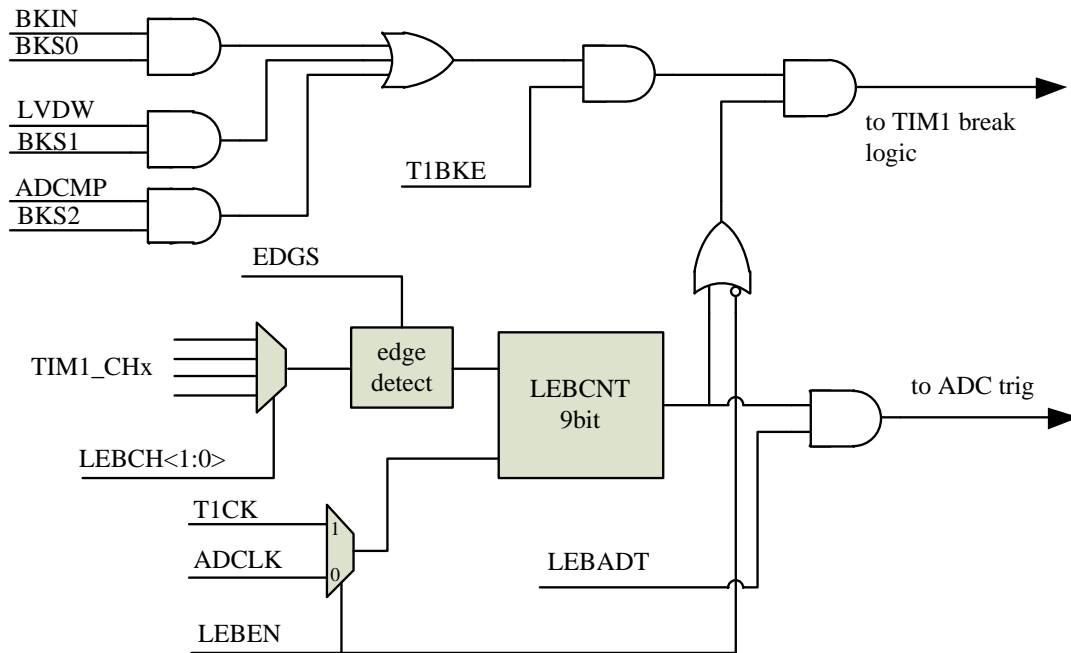 BKIN
BKS0
LVDW
BKS1
ADCMP
BKS2
T1BKE
to TIM1 break
logic
EDGS
TIM1_CHx
edge
detect
LEBCNT
9bit
to ADC trig
LEBCH<1:0>
T1CK
1
ADCLK
0
LEBADT
LEBEN